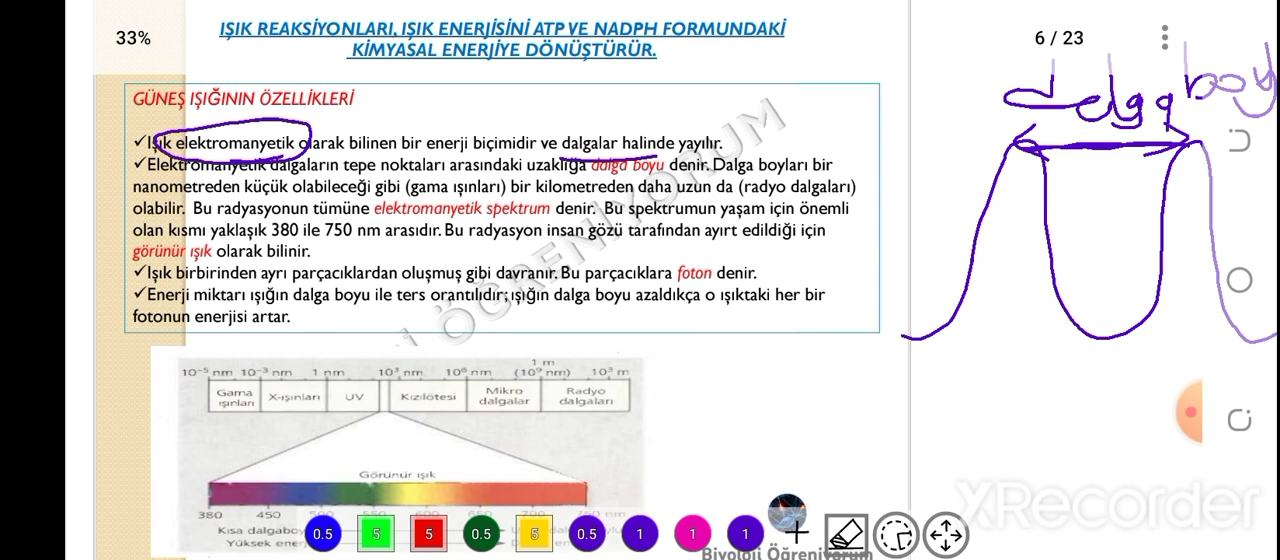 33%
IŞIK REAKSİYONLARI, IŞIK ENERJİSİNİ ATP VE NADPH FORMUNDAKİ
KİMYASAL ENERJİYE DÖNÜŞTÜRÜR.
6 / 23
dalga boy
GÜNEŞ IŞIĞININ ÖZELLİKLERİ
✓Işık elektromanyetik olarak bilinen bir enerji biçimidir ve dalgalar halinde yayılır.
✓Elektromanyetik dalgaların tepe noktaları arasındaki uzaklığa dalga boyu denir. Dalga boyları bir
nanometreden küçük olabileceği gibi (gama ışınları) bir kilometreden daha uzun da (radyo dalgaları)
olabilir. Bu radyasyonun tümüne elektromanyetik spektrum denir. Bu spektrumun yaşam için önemli
olan kısmı yaklaşık 380 ile 750 nm arasıdır. Bu radyasyon insan gözü tarafından ayırt edildiği için
görünür ışık olarak bilinir.
✓Işık birbirinden ayrı parçacıklardan oluşmuş gibi davranır. Bu parçacıklara foton denir.
✓Enerji miktarı ışığın dalga boyu ile ters orantılıdır; ışığın dalga boyu azaldıkça o ışıktaki her bir
fotonun enerjisi artar.
ÖĞRENİYORUM
1 m
10⁻⁵ nm 10⁻³ nm 1 nm 10³ nm 10⁶ nm (10⁹ nm) 10³ m
Gama ışınları X-ışınları UV Kızılötesi Mikro dalgalar Radyo dalgaları
Görünür ışık
380 450 500 550 600 650 750 nm
Kısa dalgaboy
Yüksek ener
0.5 5 5 0.5 5 0.5 1 1 1
Biyoloji Öğreniyorum
XRecorder